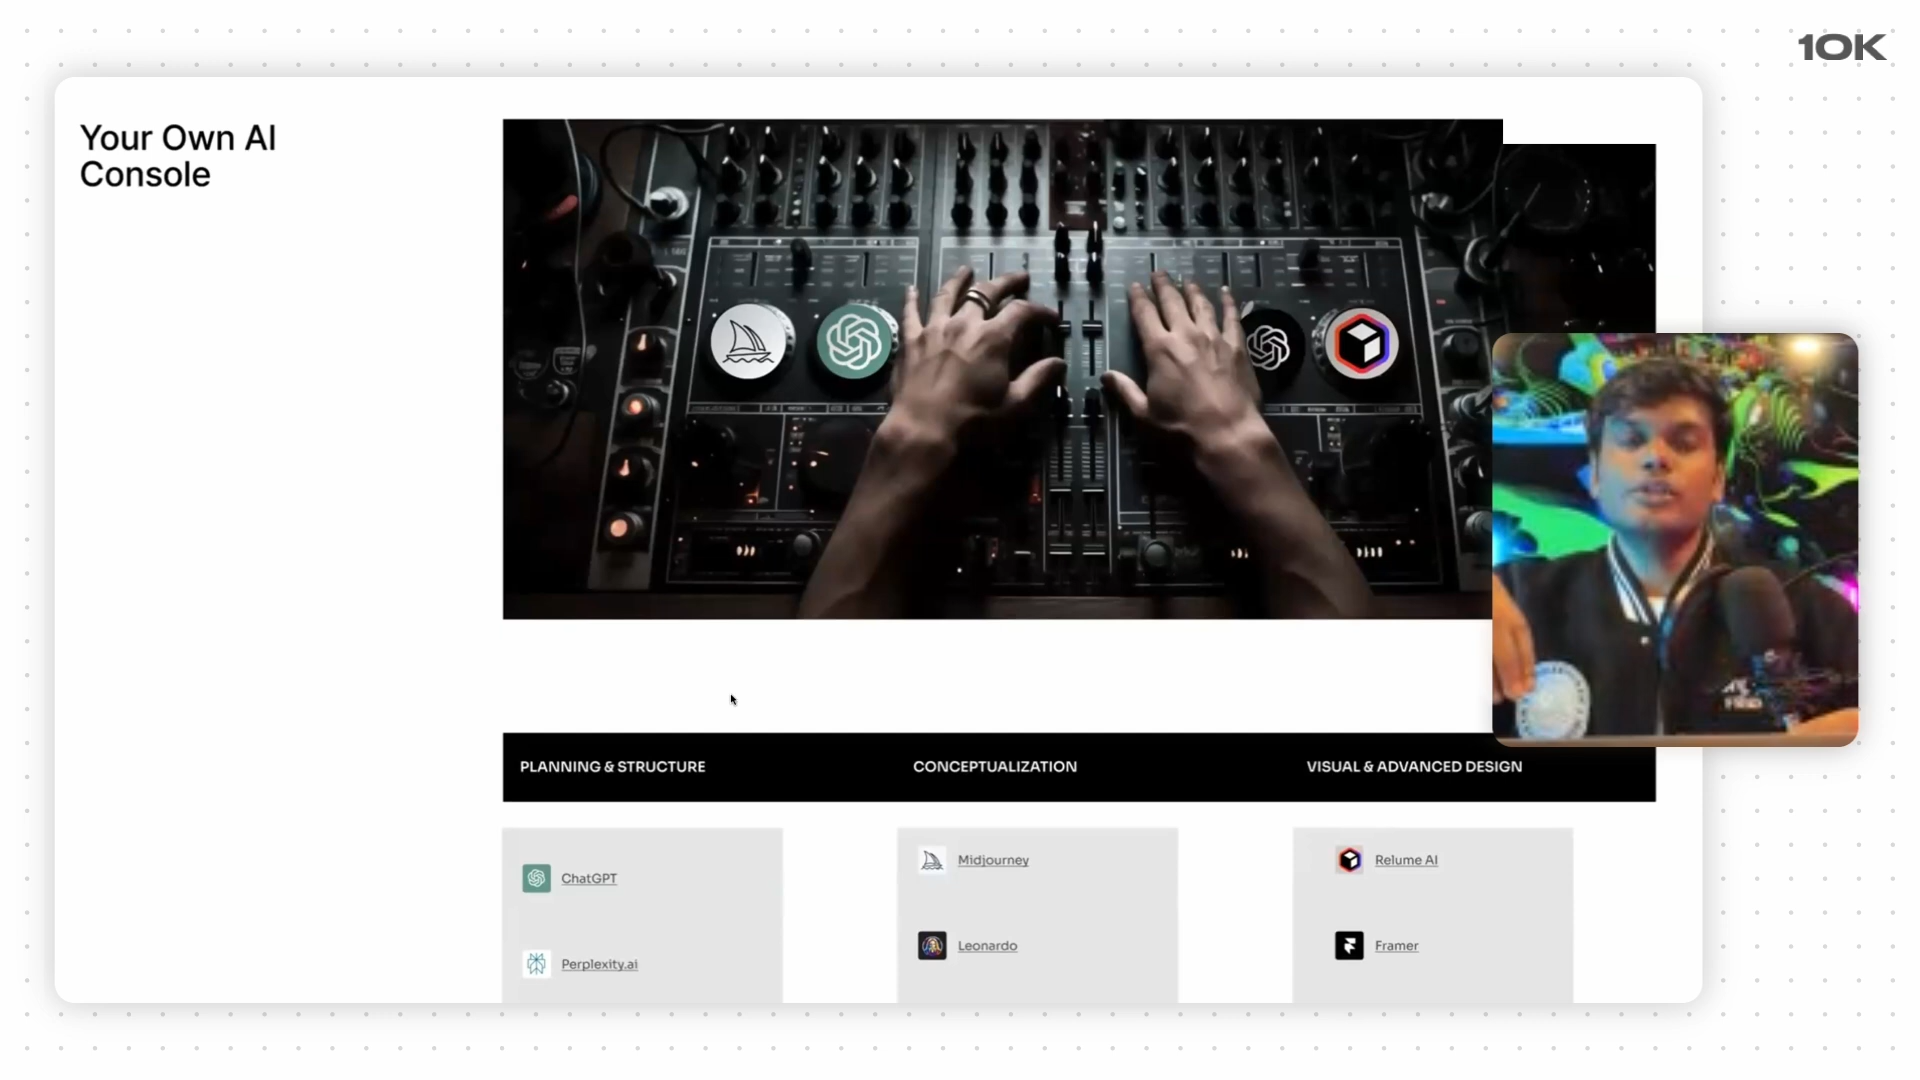 10K
Your Own AI
Console
PLANNING & STRUCTURE
CONCEPTUALIZATION
VISUAL & ADVANCED DESIGN
ChatGPT
Midjourney
Relume AI
Perplexity.ai
Leonardo
Framer